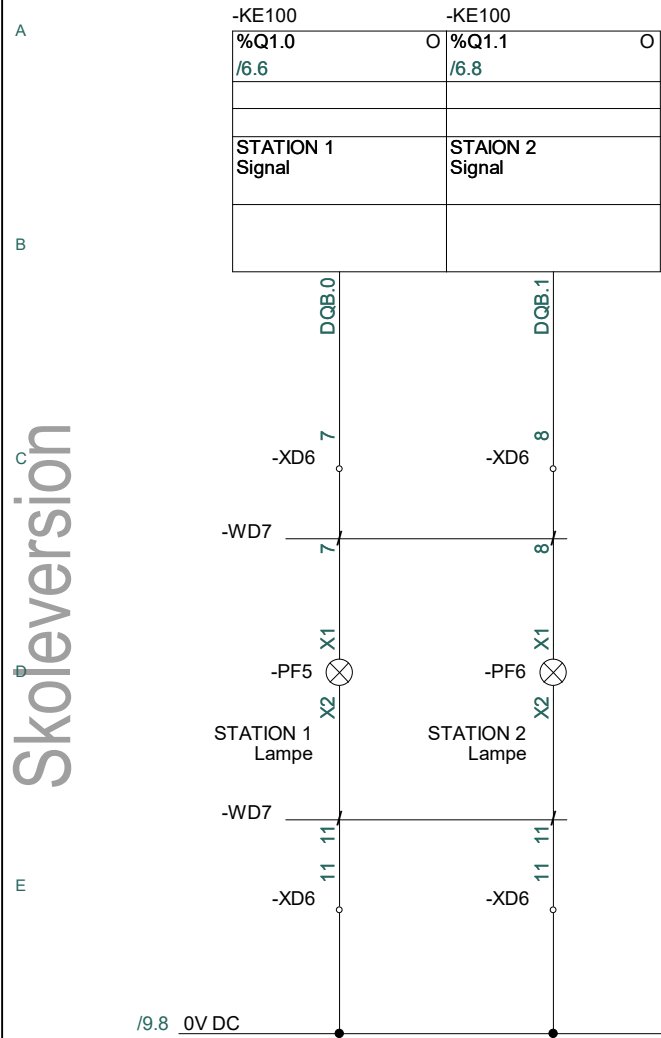 A
-KE100
-KE100
%Q1.0 O
%Q1.1 O
/6.6
/6.8
STATION 1
Signal
STAION 2
Signal
B
DQB.0
DQB.1
Skoleversion
C
7
8
-XD6
-XD6
-WD7
7
8
D
X1
X1
-PF5
-PF6
X2
X2
STATION 1
Lampe
STATION 2
Lampe
-WD7
11
11
11
11
E
-XD6
-XD6
/9.8 0V DC